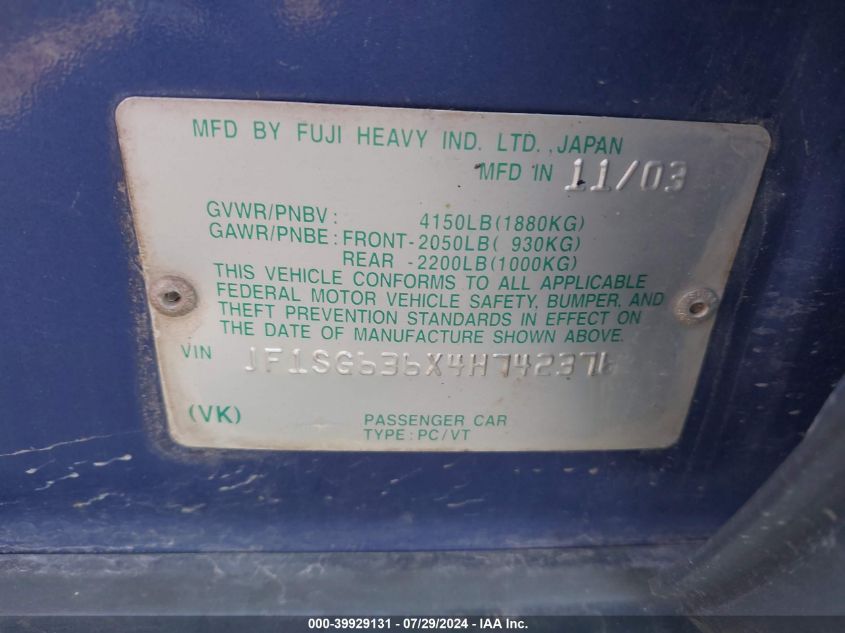 MFD BY FUJI HEAVY IND. LTD., JAPAN
MFD IN 11/03
GVWR/PNBV: 4150LB(1880KG)
GAWR/PNBE: FRONT-2050LB( 930KG)
REAR -2200LB(1000KG)
THIS VEHICLE CONFORMS TO ALL APPLICABLE
FEDERAL MOTOR VEHICLE SAFETY, BUMPER, AND
THEFT PREVENTION STANDARDS IN EFFECT ON
THE DATE OF MANUFACTURE SHOWN ABOVE.
VIN JF1SG636X4H742376
(VK) PASSENGER CAR
TYPE: PC/VT
000-39929131 - 07/29/2024 - IAA Inc.